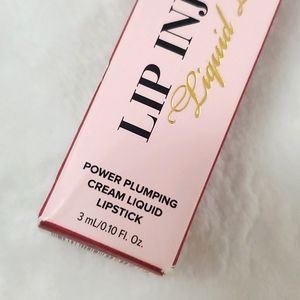 LIP INJ
Liquid
POWER PLUMPING
CREAM LIQUID
LIPSTICK
3 mL/0.10 Fl. Oz.